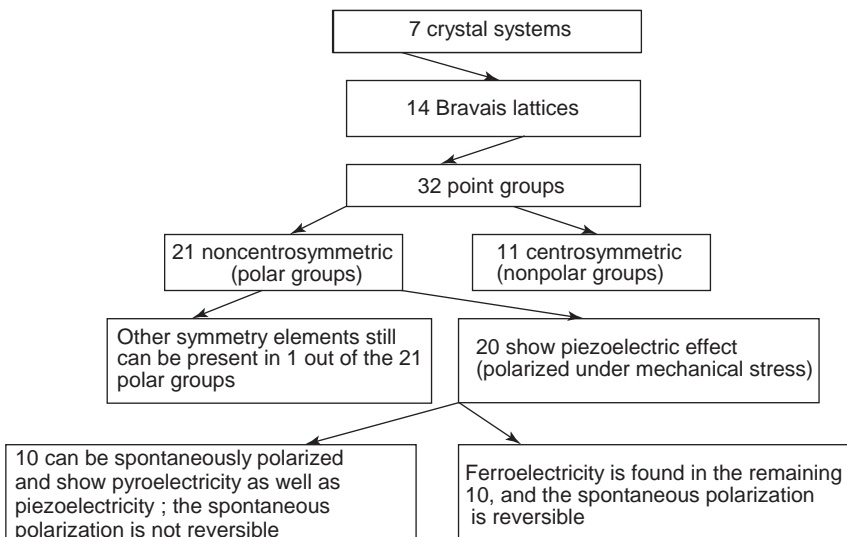 7 crystal systems
14 Bravais lattices
32 point groups
21 noncentrosymmetric
(polar groups)
11 centrosymmetric
(nonpolar groups)
Other symmetry elements still
can be present in 1 out of the 21
polar groups
20 show piezoelectric effect
(polarized under mechanical stress)
10 can be spontaneously polarized
and show pyroelectricity as well as
piezoelectricity ; the spontaneous
polarization is not reversible
Ferroelectricity is found in the remaining
10, and the spontaneous polarization
is reversible